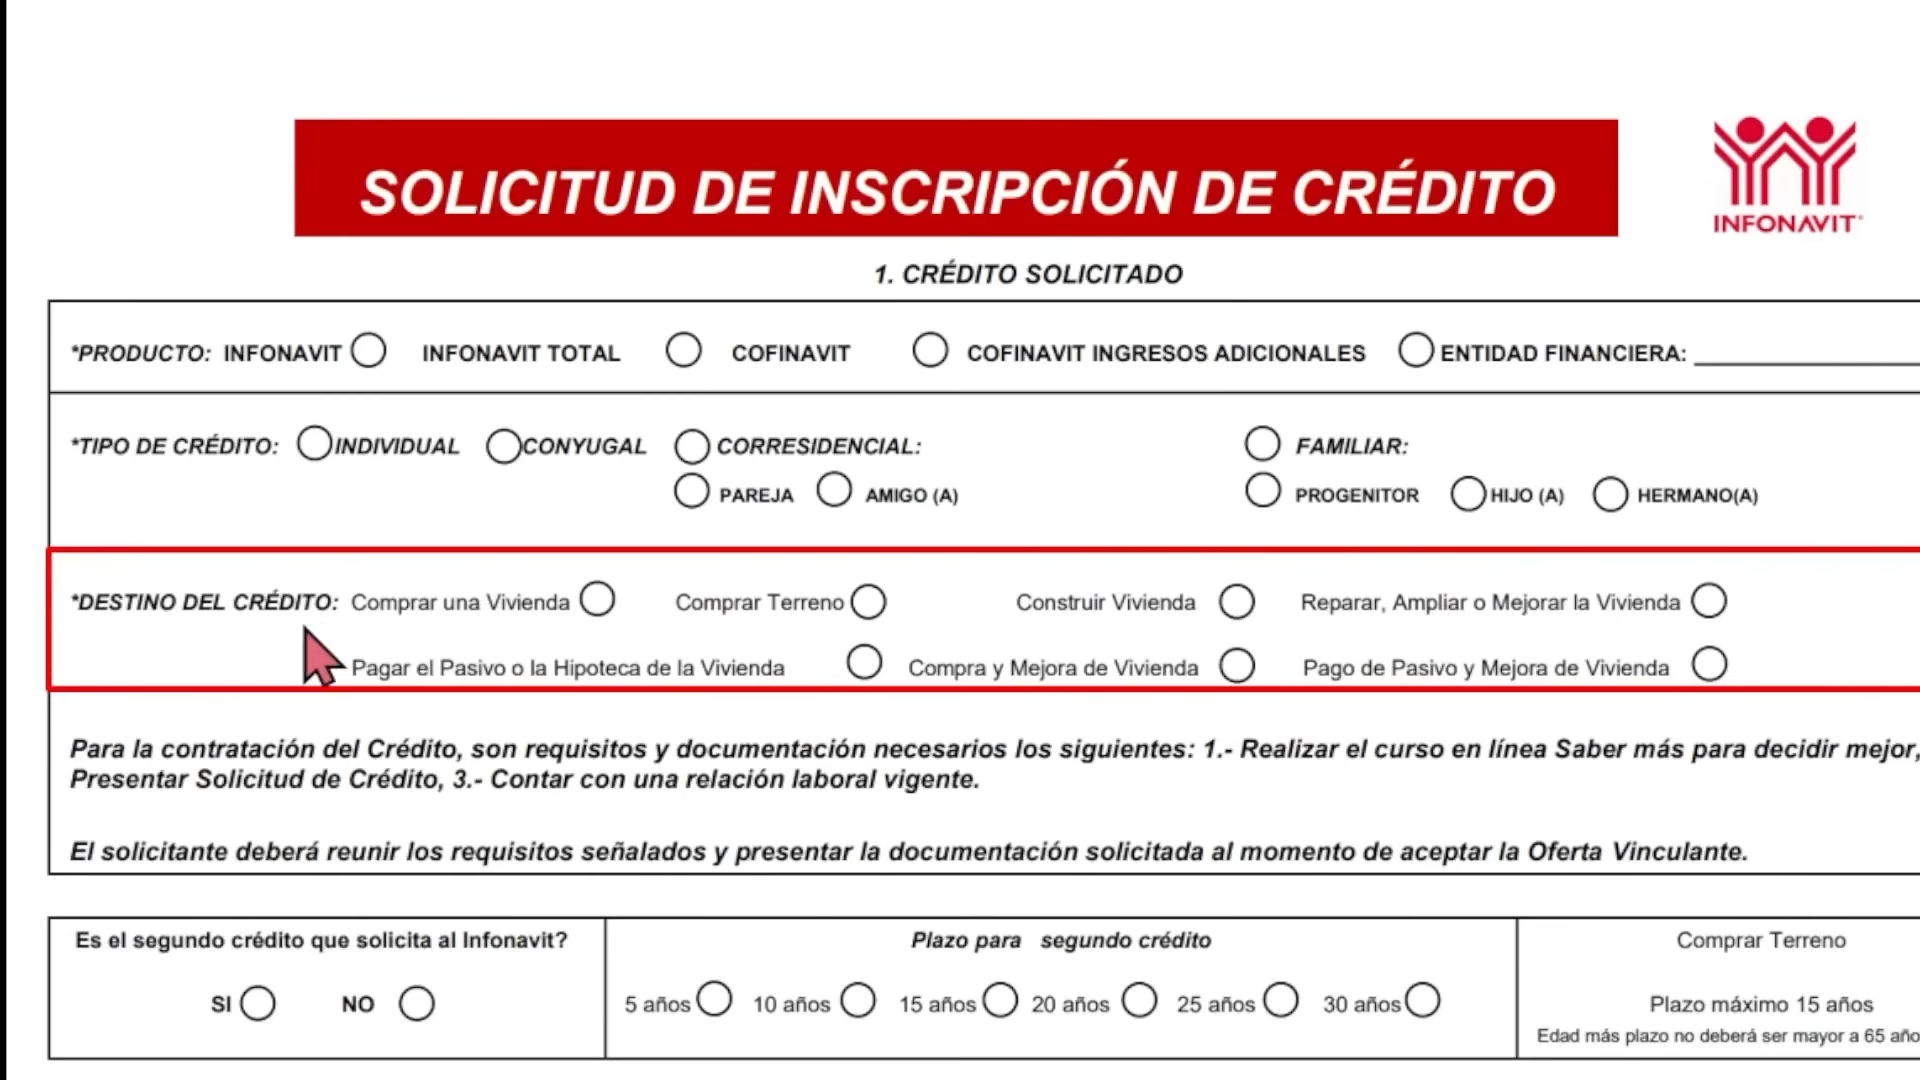 SOLICITUD DE INSCRIPCIÓN DE CRÉDITO
INFONAVIT
1. CRÉDITO SOLICITADO
*PRODUCTO: INFONAVIT INFONAVIT TOTAL COFINAVIT COFINAVIT INGRESOS ADICIONALES ENTIDAD FINANCIERA:
*TIPO DE CRÉDITO: INDIVIDUAL CONYUGAL CORRESIDENCIAL: FAMILIAR:
PAREJA AMIGO (A) PROGENITOR HIJO (A) HERMANO(A)
*DESTINO DEL CRÉDITO: Comprar una Vivienda Comprar Terreno Construir Vivienda Reparar, Ampliar o Mejorar la Vivienda
Pagar el Pasivo o la Hipoteca de la Vivienda Compra y Mejora de Vivienda Pago de Pasivo y Mejora de Vivienda
Para la contratación del Crédito, son requisitos y documentación necesarios los siguientes: 1.- Realizar el curso en línea Saber más para decidir mejor,
Presentar Solicitud de Crédito, 3.- Contar con una relación laboral vigente.
El solicitante deberá reunir los requisitos señalados y presentar la documentación solicitada al momento de aceptar la Oferta Vinculante.
Es el segundo crédito que solicita al Infonavit? Plazo para segundo crédito Comprar Terreno
SI NO 5 años 10 años 15 años 20 años 25 años 30 años Plazo máximo 15 años
Edad más plazo no deberá ser mayor a 65 año